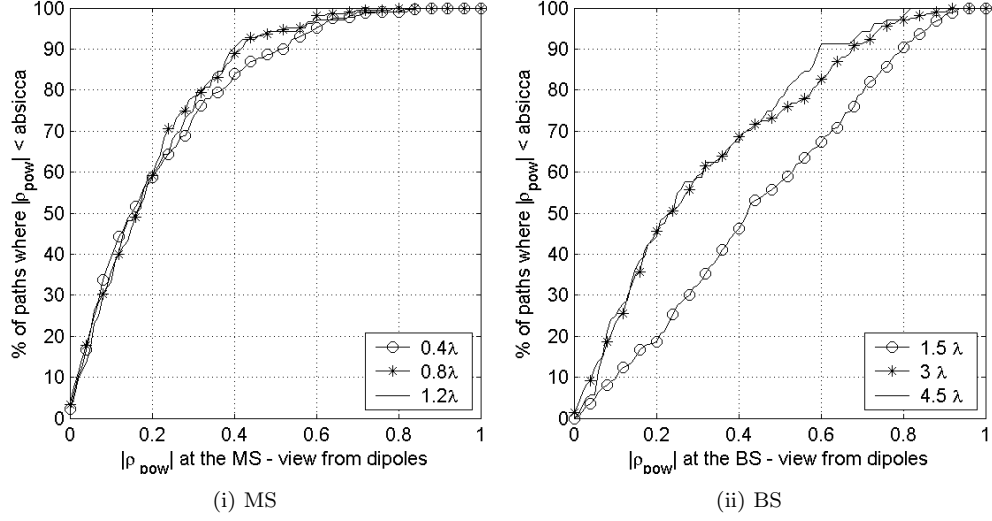 % of paths where |ρpow| < absicca
100
90
80
70
60
50
40
30
20
10
0
0 0.2 0.4 0.6 0.8 1
0.4λ
0.8λ
1.2λ
|ρpow| at the MS - view from dipoles
(i) MS
% of paths where |ρpow| < absicca
100
90
80
70
60
50
40
30
20
10
0
0 0.2 0.4 0.6 0.8 1
1.5 λ
3 λ
4.5 λ
|ρpow| at the BS - view from dipoles
(ii) BS